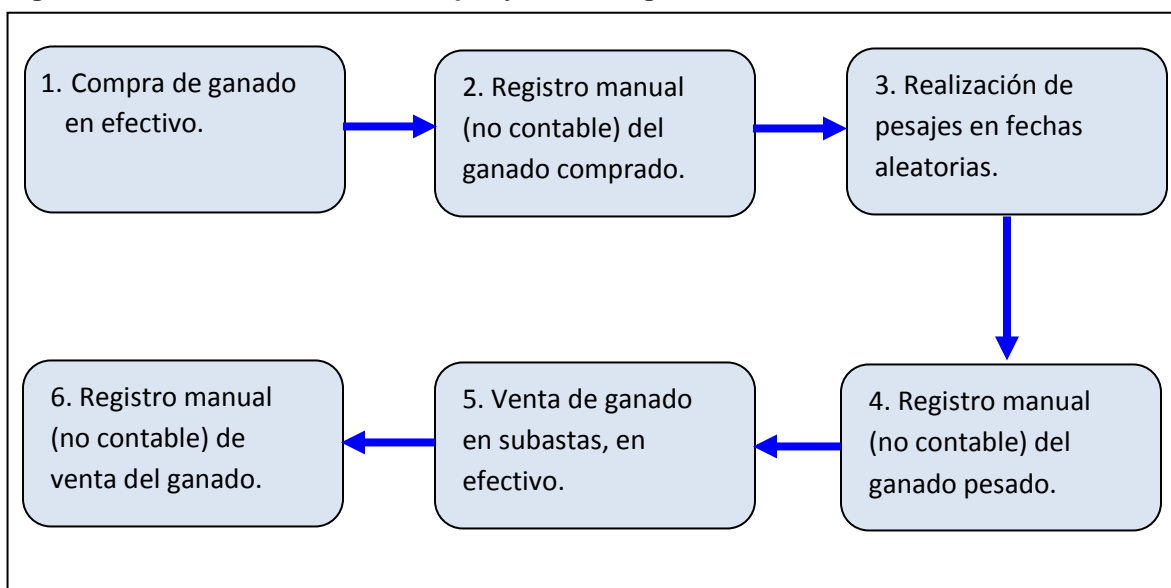 1. Compra de ganado
en efectivo.
2. Registro manual
(no contable) del
ganado comprado.
3. Realización de
pesajes en fechas
aleatorias.
4. Registro manual
(no contable) del
ganado pesado.
5. Venta de ganado
en subastas, en
efectivo.
6. Registro manual
(no contable) de
venta del ganado.